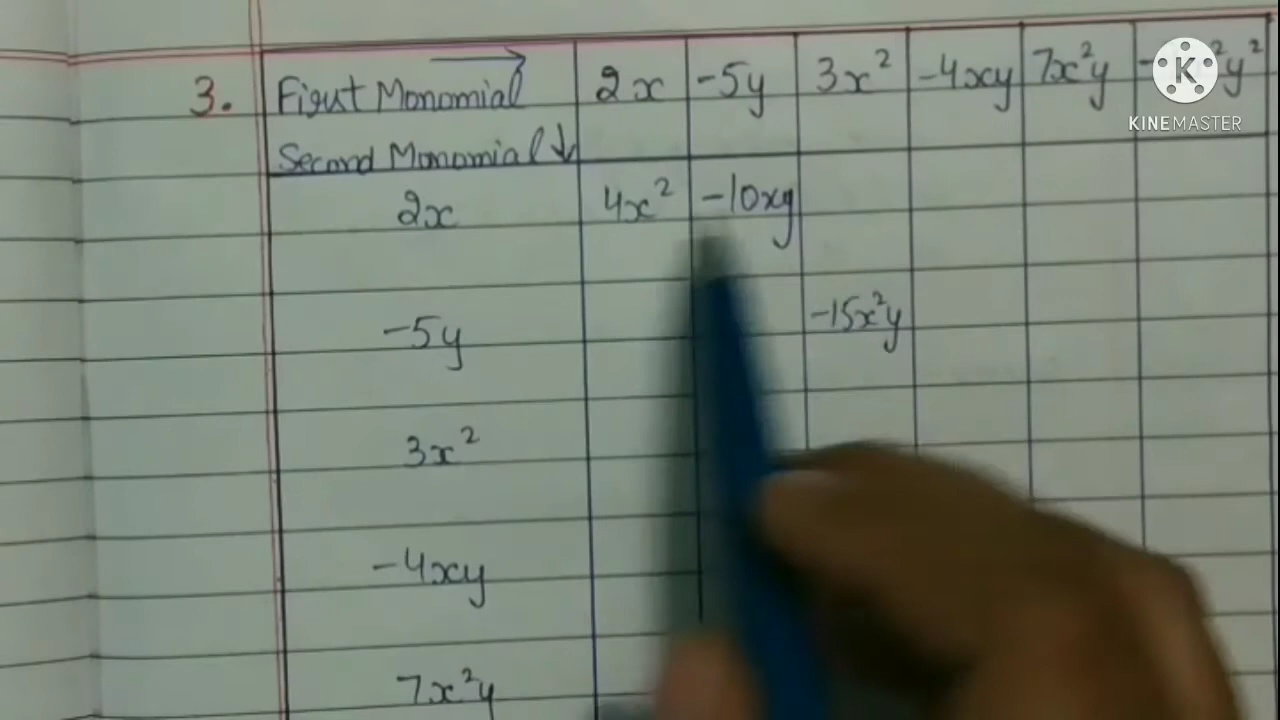 3. First Monomial → 2x -5y 3x² -4xy 7x²y
Second Monomial ↓
2x 4x² -10xy
-5y -15x²y
3x²
-4xy
7x²y
K
KINEMASTER